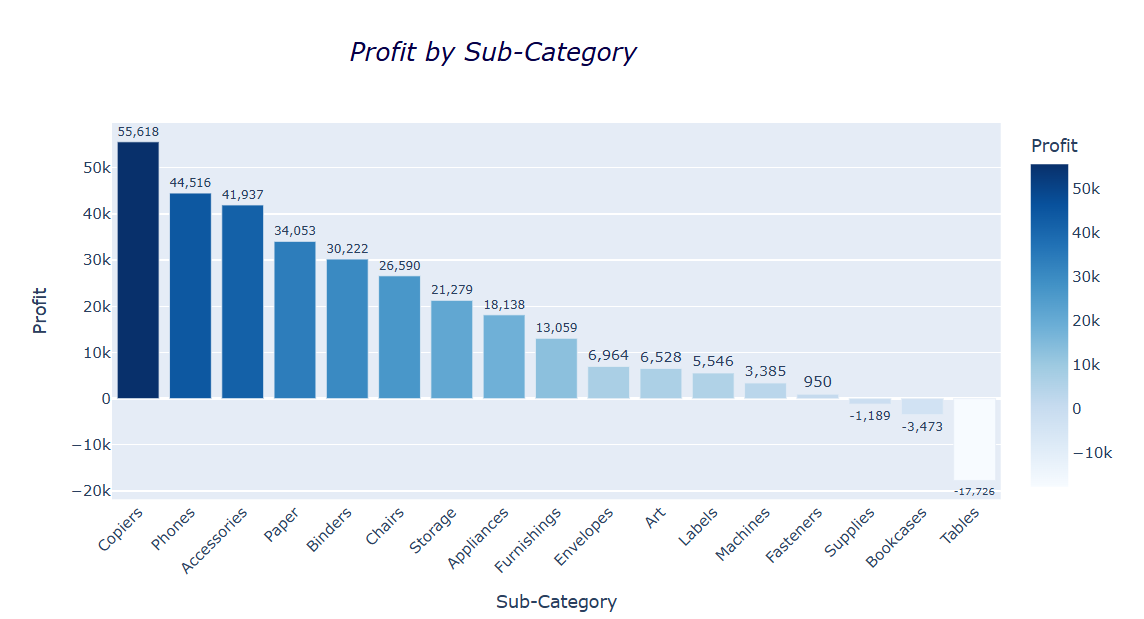 Profit by Sub-Category
Profit
55,618
44,516
41,937
34,053
30,222
26,590
21,279
18,138
13,059
6,964
6,528
5,546
3,385
950
-1,189
-3,473
-17,726
50k
40k
30k
20k
10k
0
−10k
−20k
Profit
Copiers
Phones
Accessories
Paper
Binders
Chairs
Storage
Appliances
Furnishings
Envelopes
Art
Labels
Machines
Fasteners
Supplies
Bookcases
Tables
Sub-Category
50k
40k
30k
20k
10k
0
−10k